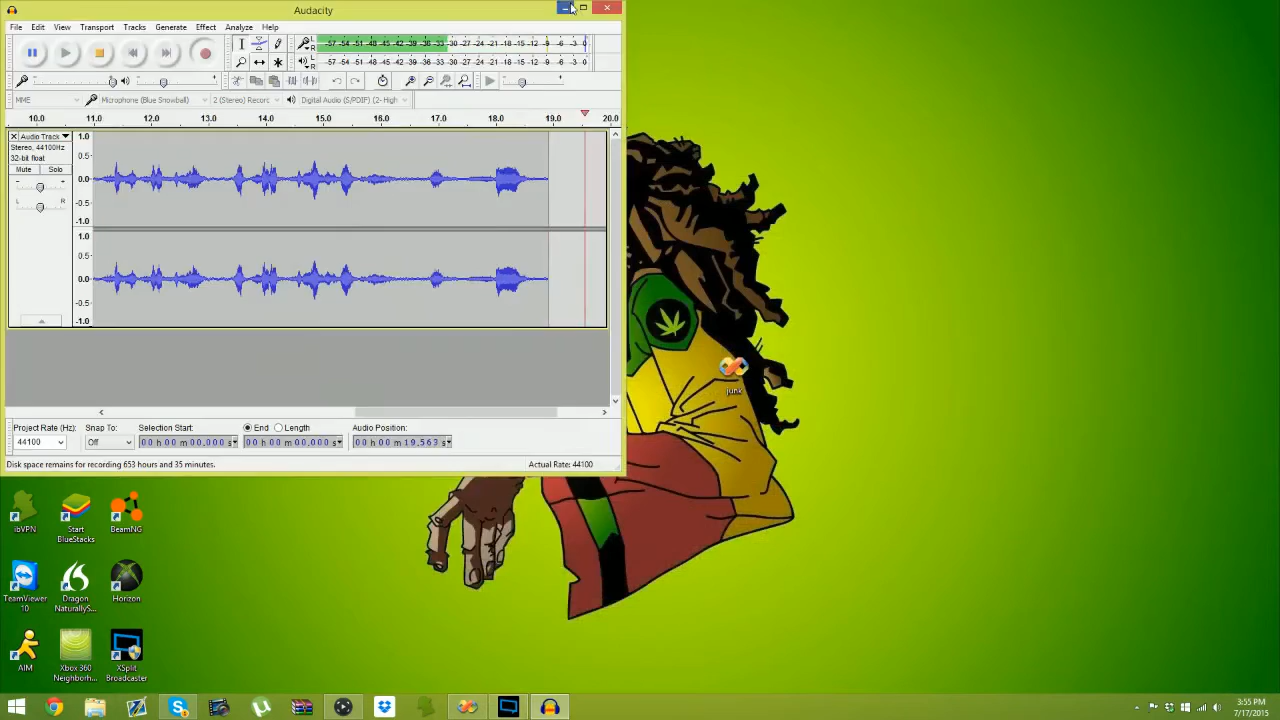 Audacity
File Edit View Transport Tracks Generate Effect Analyze Help
L R -57 -54 -51 -48 -45 -42 -39 -36 -33 -30 -27 -24 -21 -18 -15 -12 -9 -6 -3 0
L R -57 -54 -51 -48 -45 -42 -39 -36 -33 -30 -27 -24 -21 -18 -15 -12 -9 -6 -3 0
MME Microphone (Blue Snowball) 2 (Stereo) Recorc Digital Audio (S/PDIF) (2- High
10.0 11.0 12.0 13.0 14.0 15.0 16.0 17.0 18.0 19.0 20.0
Audio Track 1.0
Stereo, 44100Hz
32-bit float 0.5
Mute Solo
- + 0.0
L R -0.5
-1.0
1.0
0.5
0.0
-0.5
-1.0
Project Rate (Hz): Snap To: Selection Start: End Length Audio Position:
44100 Off 00 h 00 m 00,000 s 00 h 00 m 00,000 s 00 h 00 m 19,563 s
Disk space remains for recording 653 hours and 35 minutes. Actual Rate: 44100
junk
ibVPN
Start BlueStacks
BeamNG
TeamViewer 10
Dragon NaturallyS...
Horizon
AIM
Xbox 360 Neighborh...
XSplit Broadcaster
3:55 PM
7/17/2015